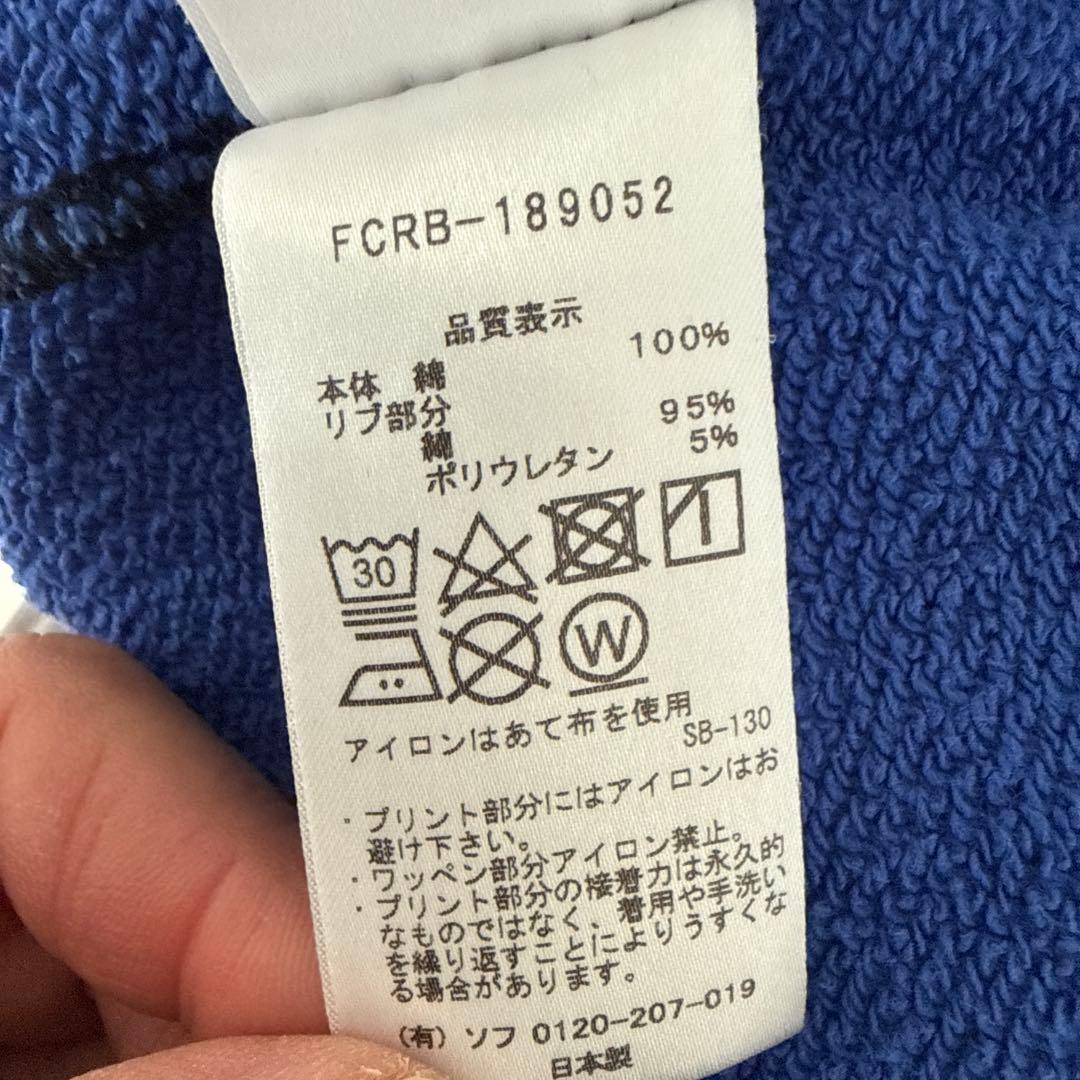 FCRB-189052
品質表示
本体 綿 100%
リブ部分
綿 95%
ポリウレタン 5%
30
W
アイロンはあて布を使用
SB-130
・プリント部分にはアイロンはお
避け下さい。
・ワッペン部分アイロン禁止。
・プリント部分の接着力は永久的
なものではなく、着用や手洗い
を繰り返すことによりうすくな
る場合があります。
(有) ソフ 0120-207-019
日本製